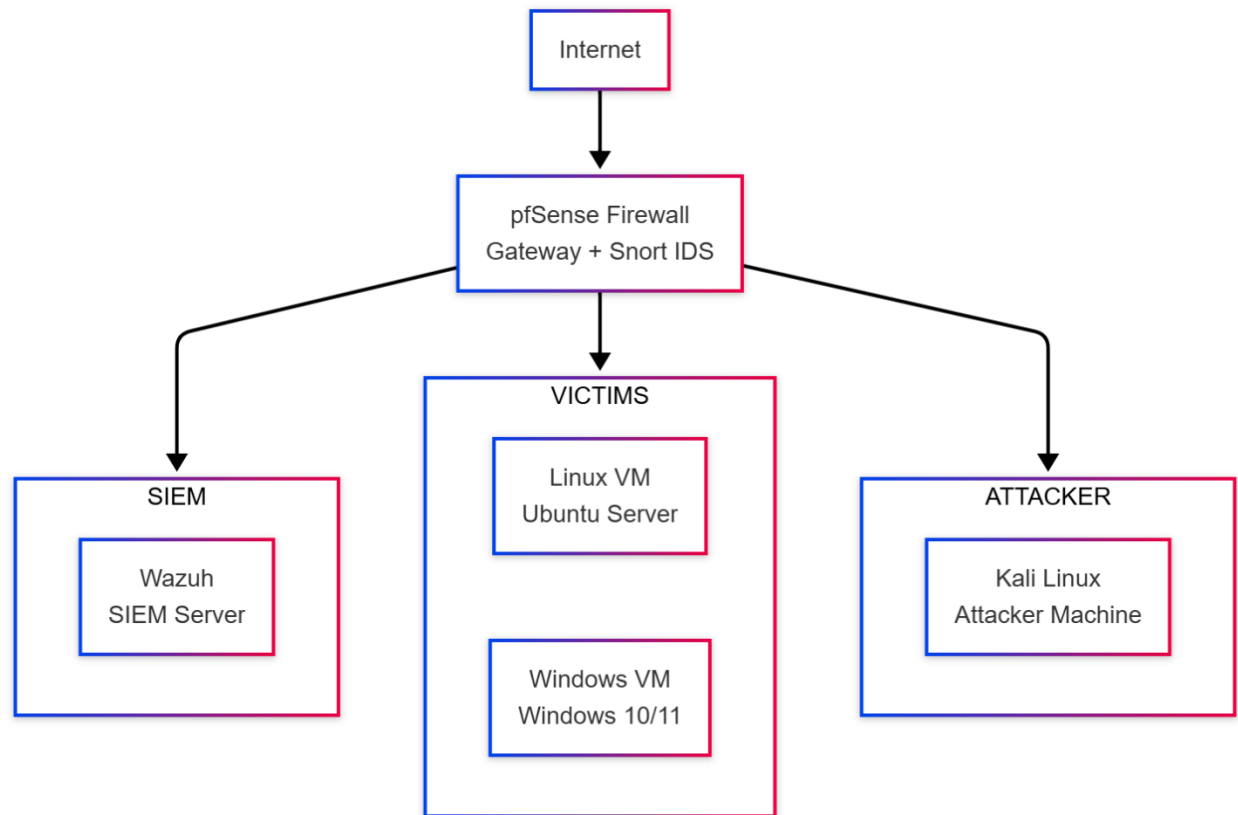 Internet
pfSense Firewall
Gateway + Snort IDS
VICTIMS
Linux VM
Ubuntu Server
Windows VM
Windows 10/11
SIEM
Wazuh
SIEM Server
ATTACKER
Kali Linux
Attacker Machine